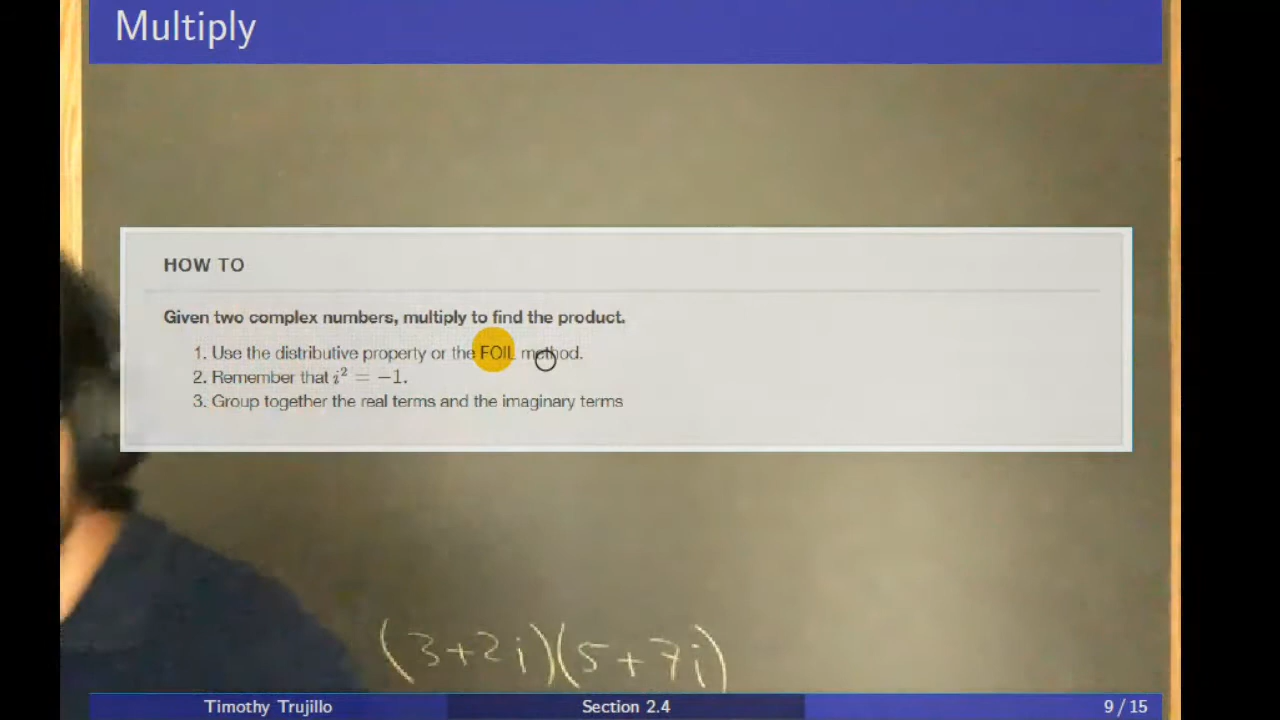 Multiply
HOW TO
Given two complex numbers, multiply to find the product.
1. Use the distributive property or the FOIL method.
2. Remember that i² = −1.
3. Group together the real terms and the imaginary terms
(3+2i)(5+7i)
Timothy Trujillo Section 2.4 9 / 15